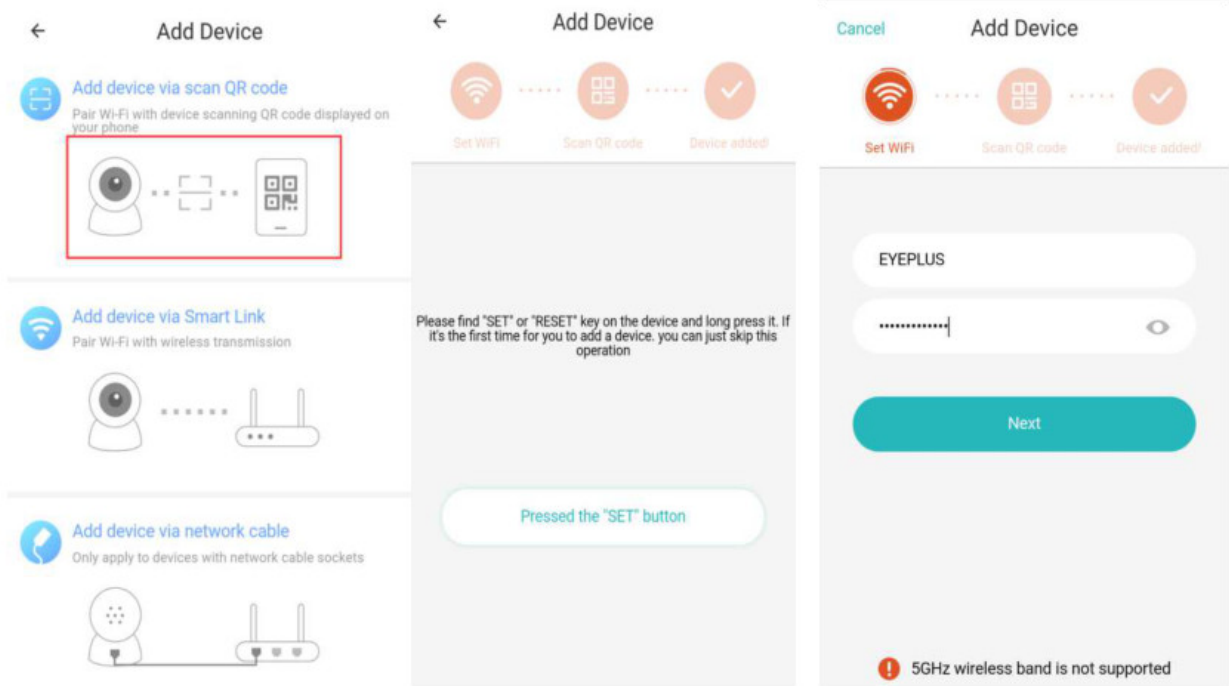 Add Device
Add device via scan QR code
Pair Wi-Fi with device scanning QR code displayed on
your phone
Add device via Smart Link
Pair Wi-Fi with wireless transmission
Add device via network cable
Only apply to devices with network cable sockets
Add Device
Set WiFi
Scan QR code
Device added!
Please find "SET" or "RESET" key on the device and long press it. If
it's the first time for you to add a device. you can just skip this
operation
Pressed the "SET" button
Cancel
Add Device
Set WiFi
Scan QR code
Device added!
EYEPLUS
•••••••••••••
Next
5GHz wireless band is not supported